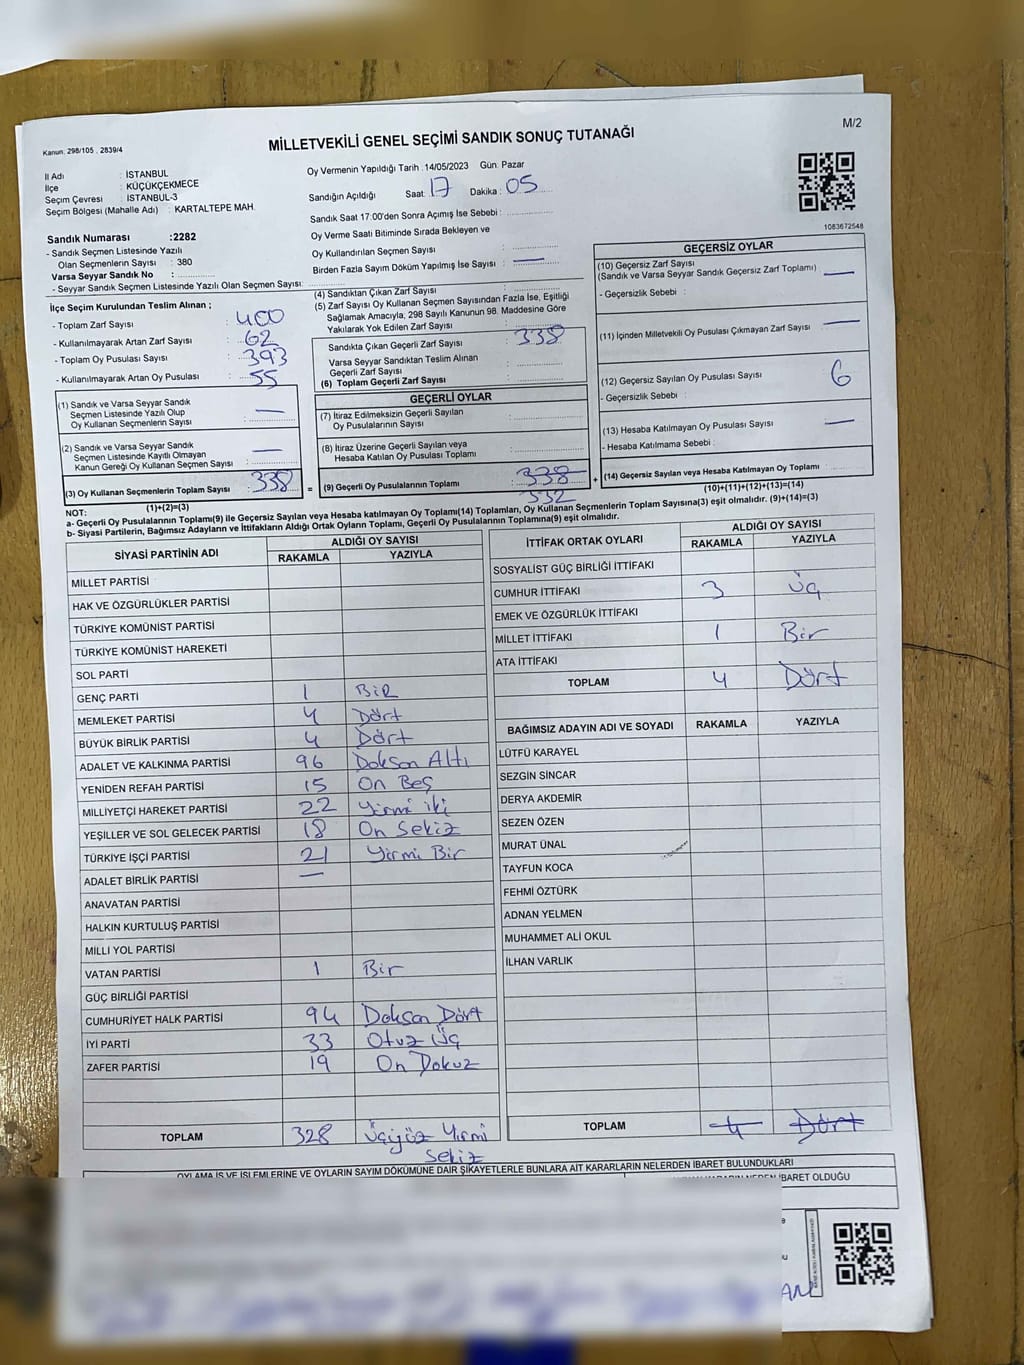 M/2
Kanun: 298/105 , 2839/4
MİLLETVEKİLİ GENEL SEÇİMİ SANDIK SONUÇ TUTANAĞI
İl Adı : İSTANBUL
İlçe : KÜÇÜKÇEKMECE
Seçim Çevresi : İSTANBUL-3
Seçim Bölgesi (Mahalle Adı) : KARTALTEPE MAH.
Sandık Numarası :2282
- Sandık Seçmen Listesinde Yazılı
Olan Seçmenlerin Sayısı : 380
Varsa Seyyar Sandık No :
- Seyyar Sandık Seçmen Listesinde Yazılı Olan Seçmen Sayısı:
Oy Vermenin Yapıldığı Tarih : 14/05/2023 Gün: Pazar
Sandığın Açıldığı Saat: 17 Dakika : 05
Sandık Saat 17:00'den Sonra Açımış İse Sebebi :
Oy Verme Saati Bitiminde Sırada Bekleyen ve
Oy Kullandırılan Seçmen Sayısı :
Birden Fazla Sayım Döküm Yapılmış İse Sayısı : —
1083672548
İlçe Seçim Kurulundan Teslim Alınan ;
- Toplam Zarf Sayısı : 400
- Kullanılmayarak Artan Zarf Sayısı : 62
- Toplam Oy Pusulası Sayısı : 393
- Kullanılmayarak Artan Oy Pusulası : 55
(1) Sandık ve Varsa Seyyar Sandık
Seçmen Listesinde Yazılı Olup
Oy Kullanan Seçmenlerin Sayısı : —
(2) Sandık ve Varsa Seyyar Sandık
Seçmen Listesinde Kayıtlı Olmayan
Kanun Gereği Oy Kullanan Seçmen Sayısı : —
(3) Oy Kullanan Seçmenlerin Toplam Sayısı : 338 =
(1)+(2)=(3)
(4) Sandıktan Çıkan Zarf Sayısı :
(5) Zarf Sayısı Oy Kullanan Seçmen Sayısından Fazla İse, Eşitliği
Sağlamak Amacıyla, 298 Sayılı Kanunun 98. Maddesine Göre
Yakılarak Yok Edilen Zarf Sayısı :
Sandıkta Çıkan Geçerli Zarf Sayısı : 338
Varsa Seyyar Sandıktan Teslim Alınan
Geçerli Zarf Sayısı :
(6) Toplam Geçerli Zarf Sayısı :
GEÇERLİ OYLAR
(7) İtiraz Edilmeksizin Geçerli Sayılan
Oy Pusulalarının Sayısı :
(8) İtiraz Üzerine Geçerli Sayılan veya
Hesaba Katılan Oy Pusulası Toplamı :
(9) Geçerli Oy Pusulalarının Toplamı : 338 +
332
GEÇERSİZ OYLAR
(10) Geçersiz Zarf Sayısı
(Sandık ve Varsa Seyyar Sandık Geçersiz Zarf Toplamı) : —
- Geçersizlik Sebebi :
(11) İçinden Milletvekili Oy Pusulası Çıkmayan Zarf Sayısı : —
(12) Geçersiz Sayılan Oy Pusulası Sayısı : 6
- Geçersizlik Sebebi :
(13) Hesaba Katılmayan Oy Pusulası Sayısı : —
- Hesaba Katılmama Sebebi :
(14) Geçersiz Sayılan veya Hesaba Katılmayan Oy Toplamı :
(10)+(11)+(12)+(13)=(14)
NOT:
a- Geçerli Oy Pusulalarının Toplamı(9) ile Geçersiz Sayılan veya Hesaba katılmayan Oy Toplamı(14) Toplamları, Oy Kullanan Seçmenlerin Toplam Sayısına(3) eşit olmalıdır. (9)+(14)=(3)
b- Siyasi Partilerin, Bağımsız Adayların ve İttifakların Aldığı Ortak Oyların Toplamı, Geçerli Oy Pusulalarının Toplamına(9) eşit olmalıdır.
SİYASİ PARTİNİN ADI ALDIĞI OY SAYISI
RAKAMLA YAZIYLA
MİLLET PARTİSİ
HAK VE ÖZGÜRLÜKLER PARTİSİ
TÜRKİYE KOMÜNİST PARTİSİ
TÜRKİYE KOMÜNİST HAREKETİ
SOL PARTİ
GENÇ PARTİ 1 BİR
MEMLEKET PARTİSİ 4 Dört
BÜYÜK BİRLİK PARTİSİ 4 Dört
ADALET VE KALKINMA PARTİSİ 96 Doksan Altı
YENİDEN REFAH PARTİSİ 15 On Beş
MİLLİYETÇİ HAREKET PARTİSİ 22 Yirmi iki
YEŞİLLER VE SOL GELECEK PARTİSİ 18 On Sekiz
TÜRKİYE İŞÇİ PARTİSİ 21 Yirmi Bir
ADALET BİRLİK PARTİSİ —
ANAVATAN PARTİSİ
HALKIN KURTULUŞ PARTİSİ
MİLLİ YOL PARTİSİ
VATAN PARTİSİ 1 Bir
GÜÇ BİRLİĞİ PARTİSİ
CUMHURİYET HALK PARTİSİ 94 Doksan Dört
İYİ PARTİ 33 Otuz Üç
ZAFER PARTİSİ 19 On Dokuz
TOPLAM 328 Üçyüz Yirmi
Sekiz
İTTİFAK ORTAK OYLARI ALDIĞI OY SAYISI
RAKAMLA YAZIYLA
SOSYALİST GÜÇ BİRLİĞİ İTTİFAKI
CUMHUR İTTİFAKI 3 Üç
EMEK VE ÖZGÜRLÜK İTTİFAKI
MİLLET İTTİFAKI 1 Bir
ATA İTTİFAKI
TOPLAM 4 Dört
BAĞIMSIZ ADAYIN ADI VE SOYADI RAKAMLA YAZIYLA
LÜTFÜ KARAYEL
SEZGİN SİNCAR
DERYA AKDEMİR
SEZEN ÖZEN
MURAT ÜNAL
TAYFUN KOCA
FEHMİ ÖZTÜRK
ADNAN YELMEN
MUHAMMET ALİ OKUL
İLHAN VARLIK
TOPLAM 4 Dört
OYLAMA İŞ VE İŞLEMLERİNE VE OYLARIN SAYIM DÖKÜMÜNE DAİR ŞİKAYETLERLE BUNLARA AİT KARARLARIN NELERDEN İBARET BULUNDUKLARI
İBARET OLDUĞU